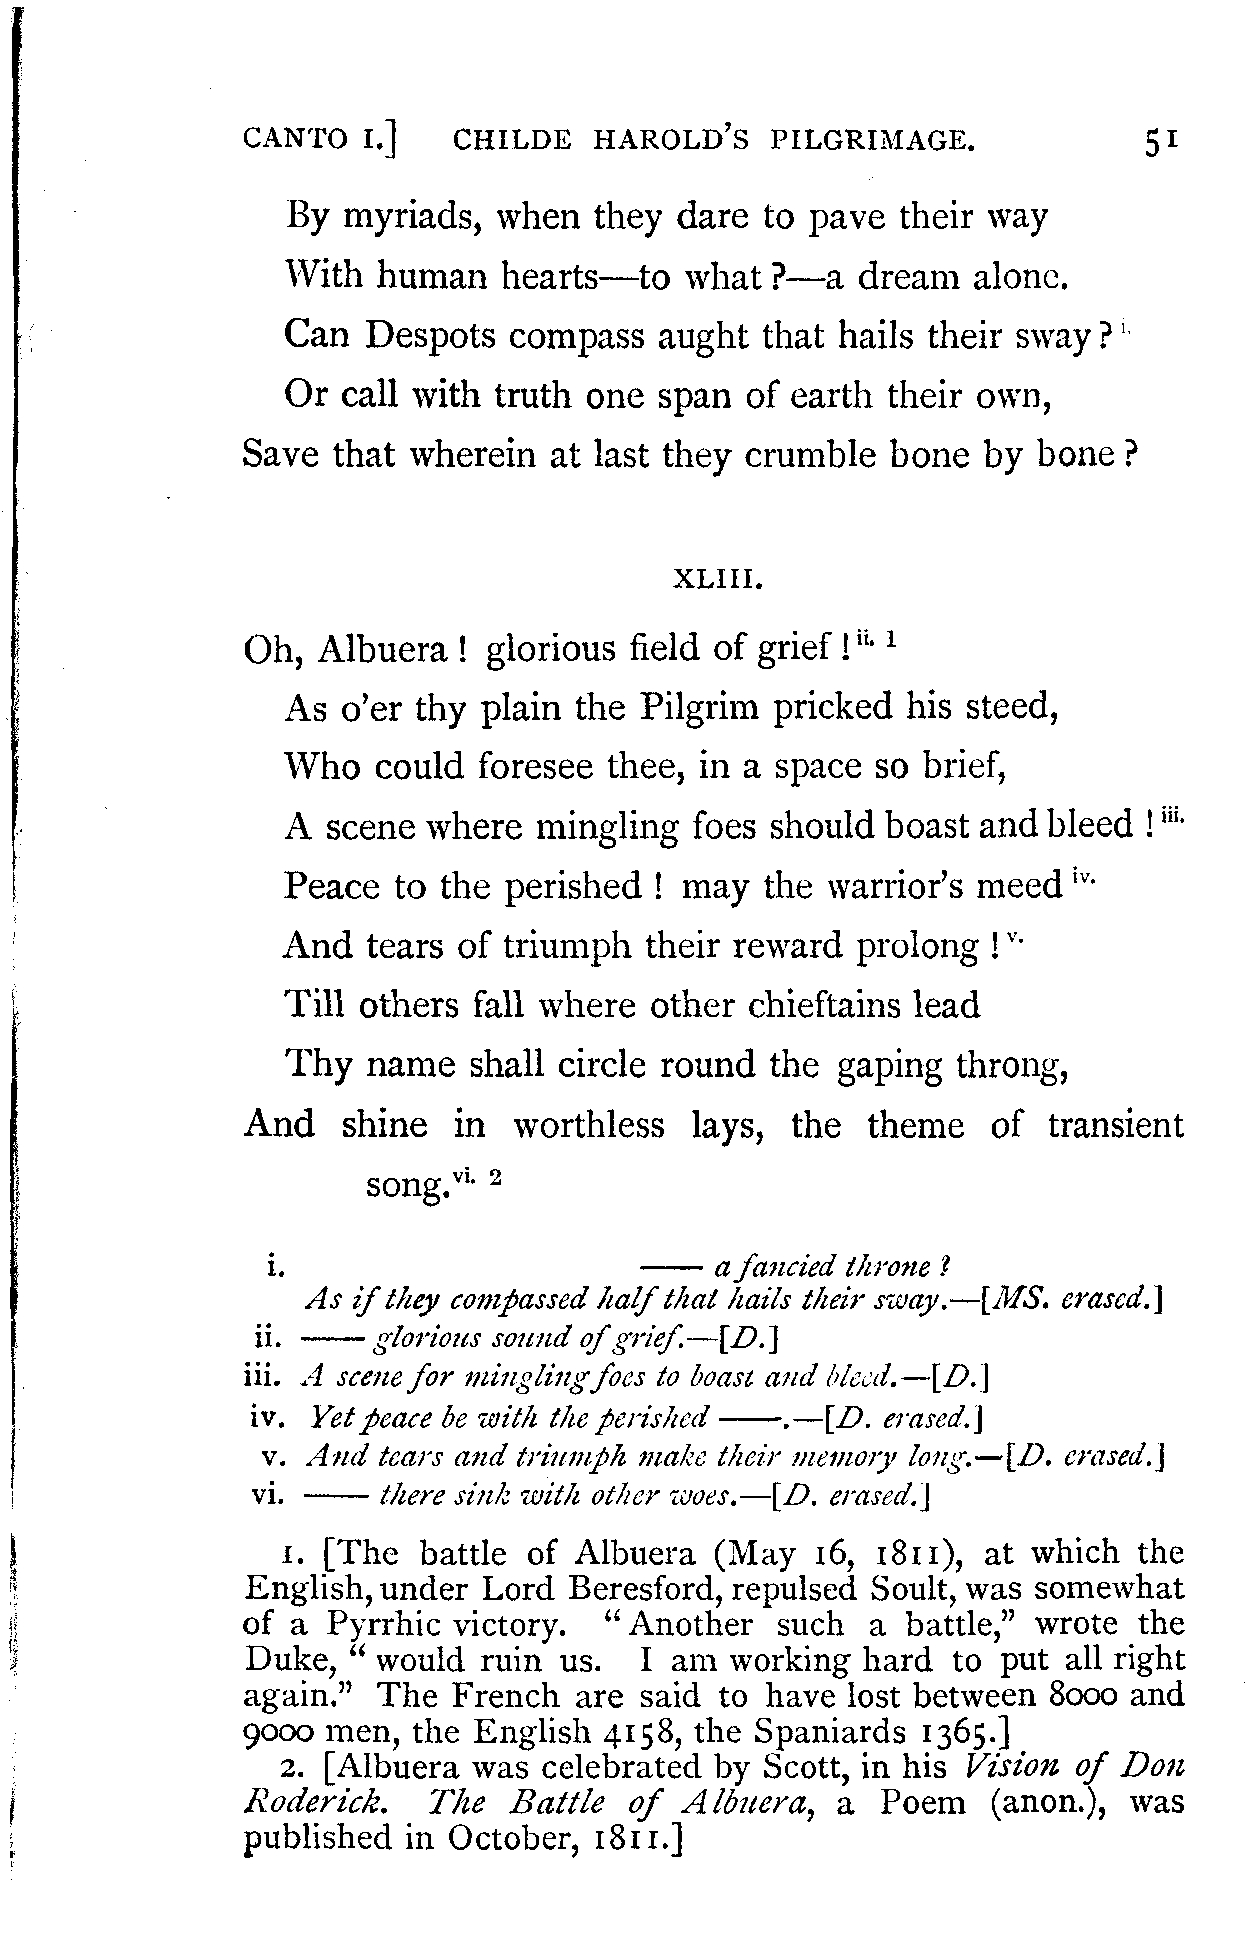 CANTO I.] CHILDE HAROLD'S PILGRIMAGE. 51
By myriads, when they dare to pave their way
With human hearts—to what ?—a dream alone.
Can Despots compass aught that hails their sway ? i.
Or call with truth one span of earth their own,
Save that wherein at last they crumble bone by bone ?
XLIII.
Oh, Albuera ! glorious field of grief ! ii. 1
As o'er thy plain the Pilgrim pricked his steed,
Who could foresee thee, in a space so brief,
A scene where mingling foes should boast and bleed ! iii.
Peace to the perished ! may the warrior's meed iv.
And tears of triumph their reward prolong ! v.
Till others fall where other chieftains lead
Thy name shall circle round the gaping throng,
And shine in worthless lays, the theme of transient
song. vi. 2
i. —— a fancied throne ?
As if they compassed half that hails their sway.—[MS. erased.]
ii. —— glorious sound of grief.—[D.]
iii. A scene for mingling foes to boast and bleed.—[D.]
iv. Yet peace be with the perished ——.—[D. erased.]
v. And tears and triumph make their memory long.—[D. erased.]
vi. —— there sink with other woes.—[D. erased.]
1. [The battle of Albuera (May 16, 1811), at which the
English, under Lord Beresford, repulsed Soult, was somewhat
of a Pyrrhic victory. "Another such a battle," wrote the
Duke, "would ruin us. I am working hard to put all right
again." The French are said to have lost between 8000 and
9000 men, the English 4158, the Spaniards 1365.]
2. [Albuera was celebrated by Scott, in his Vision of Don
Roderick. The Battle of Albuera, a Poem (anon.), was
published in October, 1811.]